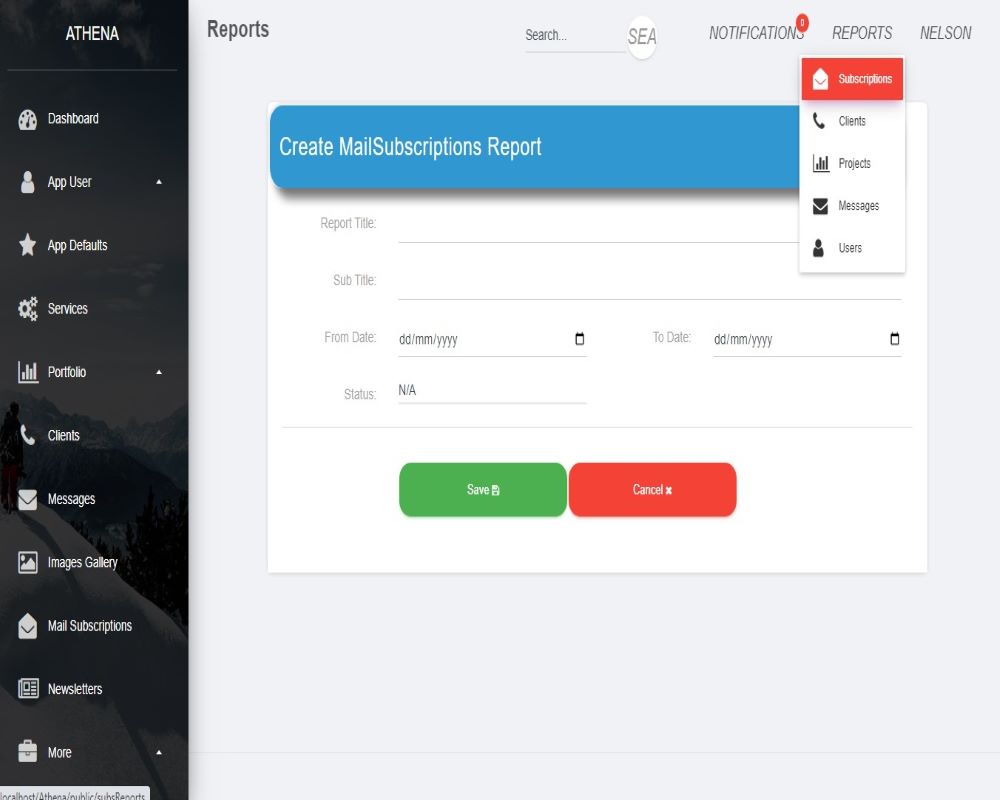 ATHENA
Reports
Search...
SEA
NOTIFICATIONS
0
REPORTS
NELSON
Dashboard
App User
App Defaults
Services
Portfolio
Clients
Messages
Images Gallery
Mail Subscriptions
Newsletters
More
Subscriptions
Clients
Projects
Messages
Users
Create MailSubscriptions Report
Report Title:
Sub Title:
From Date: dd/mm/yyyy
To Date: dd/mm/yyyy
Status: N/A
Save
Cancel
localhost/Athena/public/subsReports